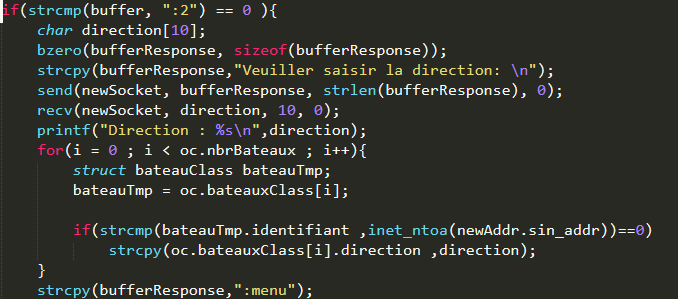 if(strcmp(buffer, ":2") == 0 ){
char direction[10];
bzero(bufferResponse, sizeof(bufferResponse));
strcpy(bufferResponse,"Veuiller saisir la direction: \n");
send(newSocket, bufferResponse, strlen(bufferResponse), 0);
recv(newSocket, direction, 10, 0);
printf("Direction : %s\n",direction);
for(i = 0 ; i < oc.nbrBateaux ; i++){
struct bateauClass bateauTmp;
bateauTmp = oc.bateauxClass[i];
if(strcmp(bateauTmp.identifiant ,inet_ntoa(newAddr.sin_addr))==0)
strcpy(oc.bateauxClass[i].direction ,direction);
}
strcpy(bufferResponse,":menu");